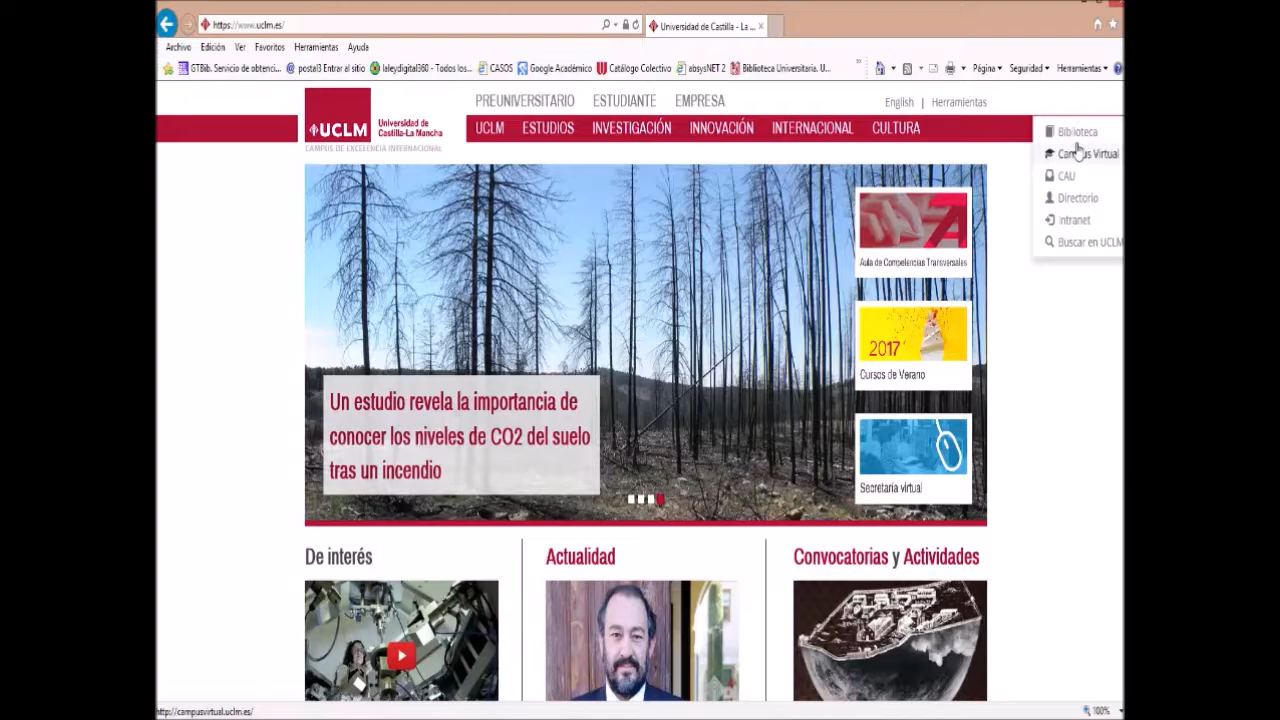 https://www.uclm.es/
Universidad de Castilla - La ...
Archivo Edición Ver Favoritos Herramientas Ayuda
GTBib. Servicio de obtenci... postal3 Entrar al sitio laleydigital360 - Todos los... CASOS Google Académico Catálogo Colectivo absysNET 2 Biblioteca Universitaria. U... » Página Seguridad Herramientas
PREUNIVERSITARIO ESTUDIANTE EMPRESA
English | Herramientas
UCLM Universidad de Castilla-La Mancha
CAMPUS DE EXCELENCIA INTERNACIONAL
UCLM ESTUDIOS INVESTIGACIÓN INNOVACIÓN INTERNACIONAL CULTURA
Biblioteca
Campus Virtual
CAU
Directorio
Intranet
Buscar en UCLM
Aula de Competencias Transversales
2017
Cursos de Verano
Secretaria virtual
Un estudio revela la importancia de
conocer los niveles de CO2 del suelo
tras un incendio
De interés
Actualidad
Convocatorias y Actividades
http://campusvirtual.uclm.es/
100%